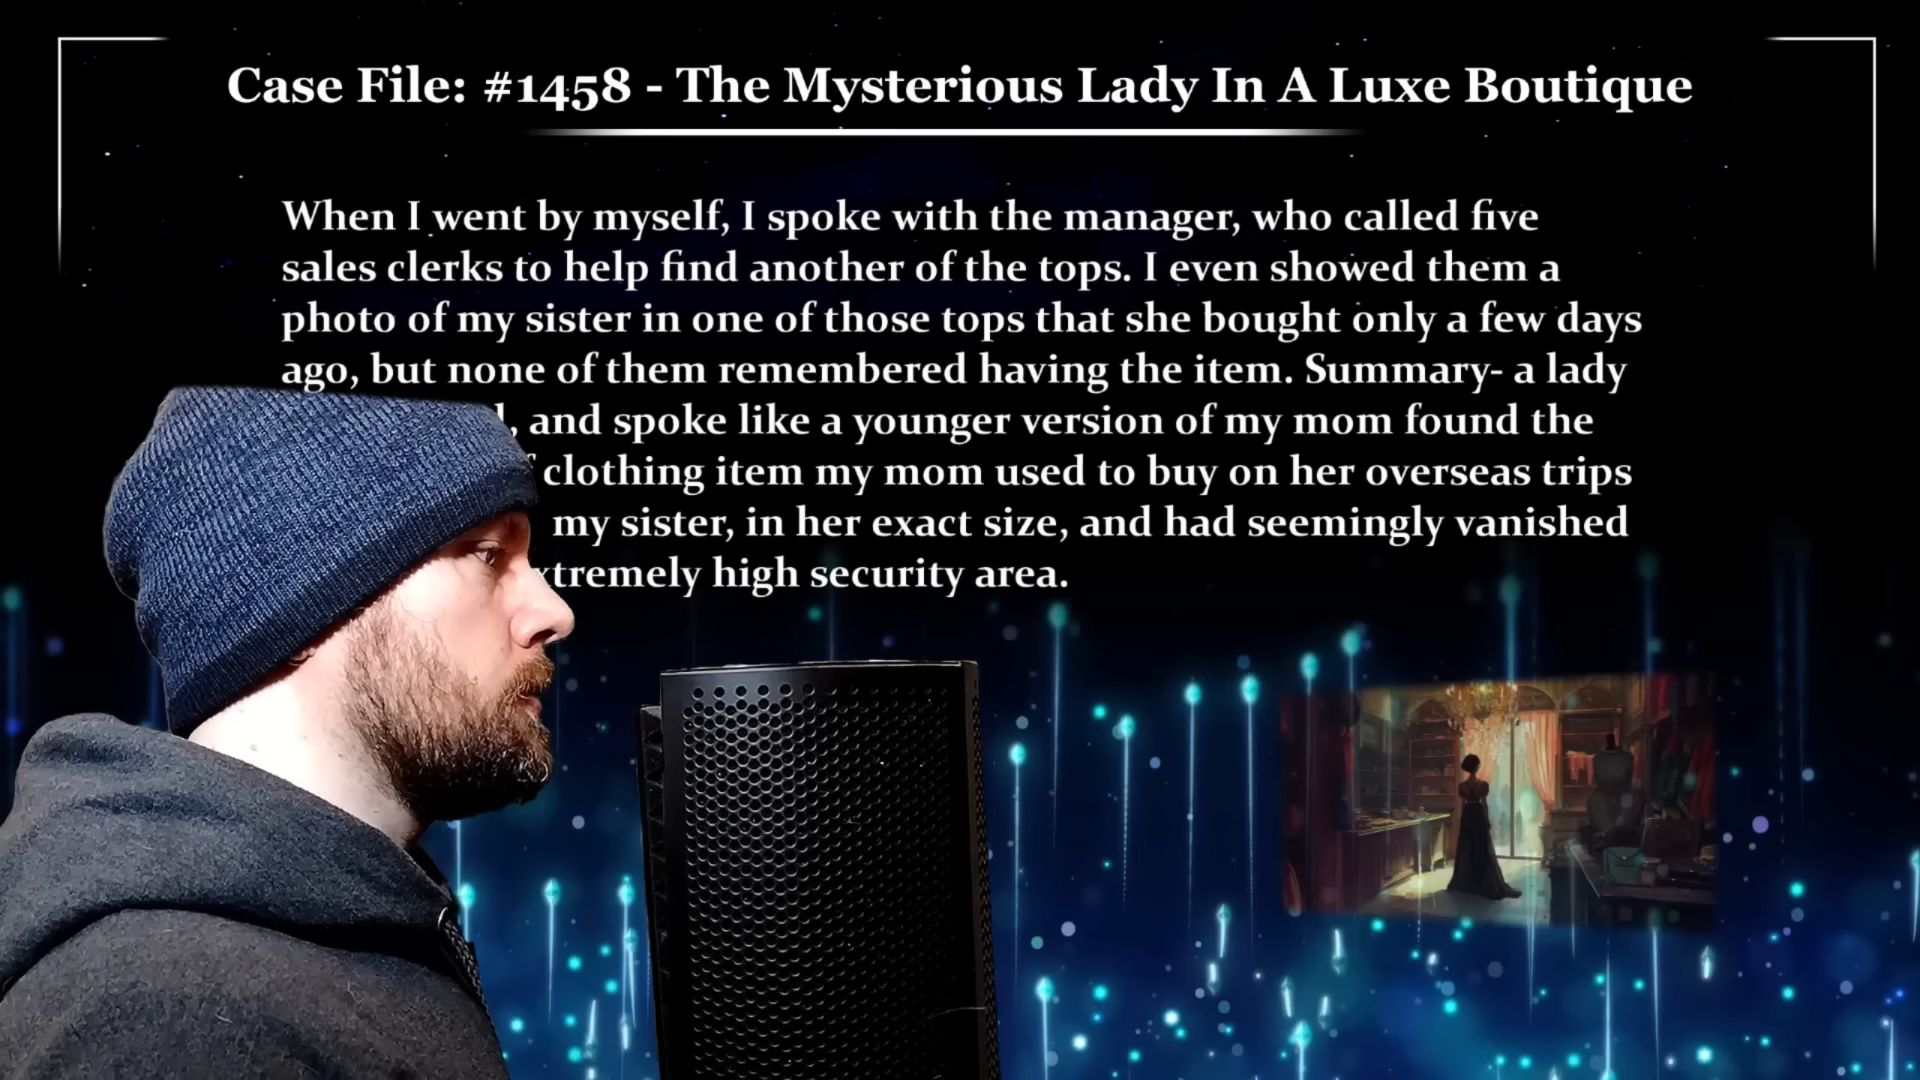 Case File: #1458 - The Mysterious Lady In A Luxe Boutique
When I went by myself, I spoke with the manager, who called five
sales clerks to help find another of the tops. I even showed them a
photo of my sister in one of those tops that she bought only a few days
ago, but none of them remembered having the item. Summary- a lady
and spoke like a younger version of my mom found the
clothing item my mom used to buy on her overseas trips
my sister, in her exact size, and had seemingly vanished
high security area.